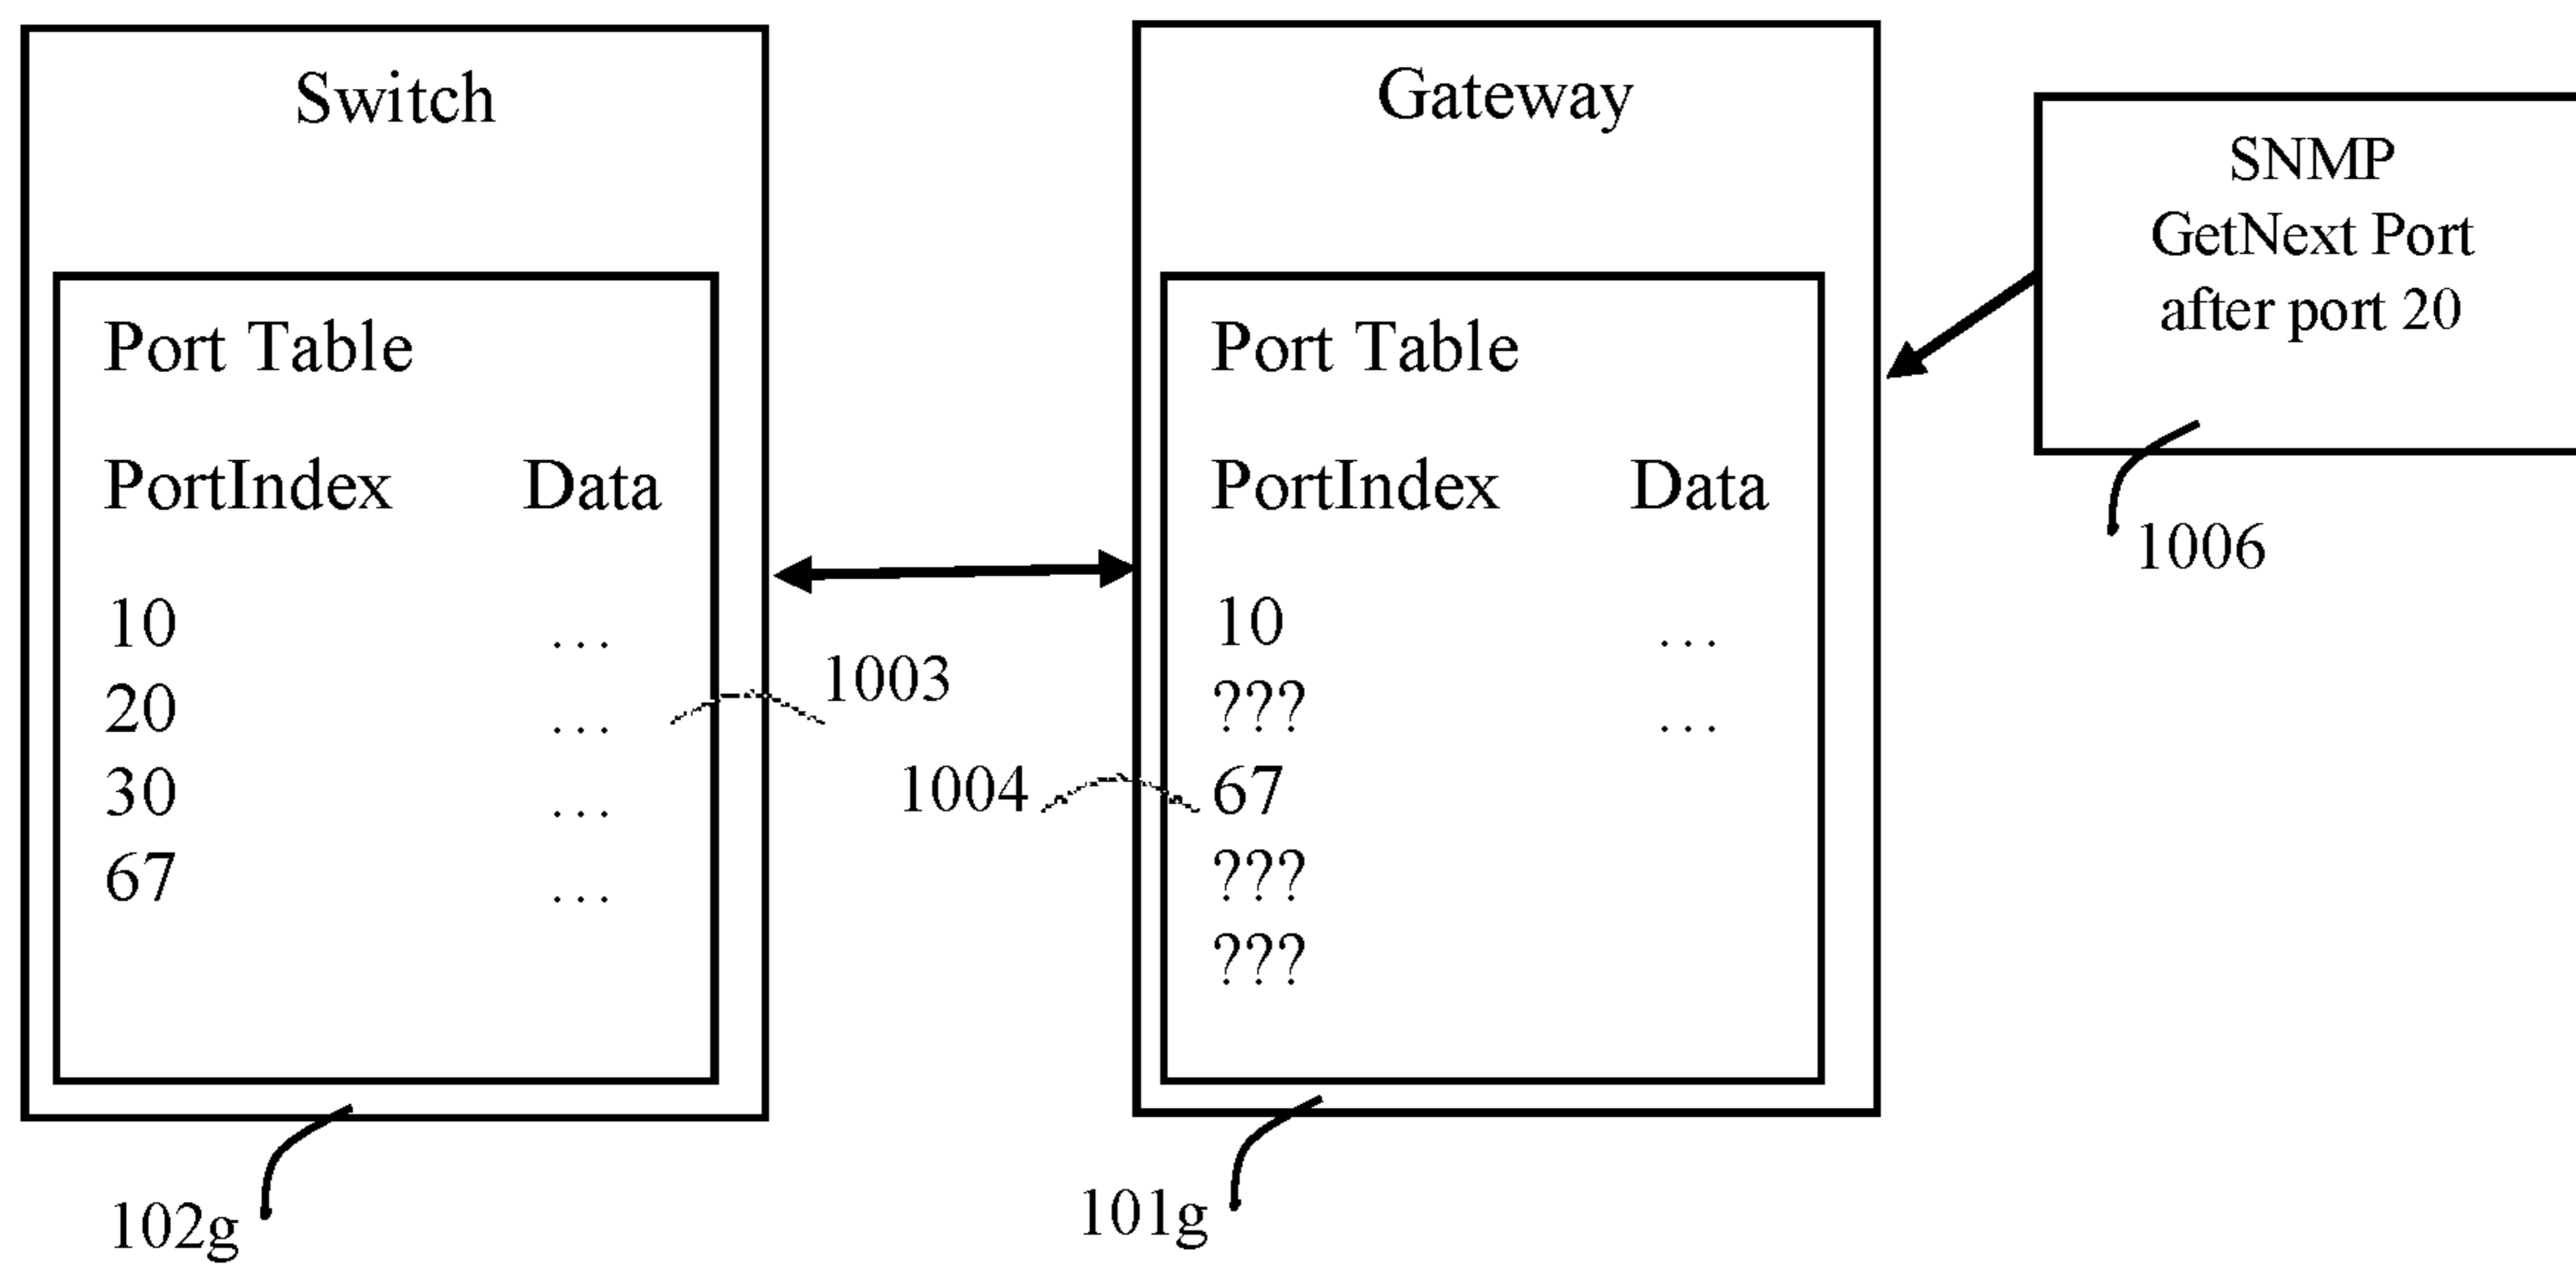 Switch
Port Table
PortIndex Data
10 ...
20 ...
30 ...
67 ...
1003
102g
Gateway
Port Table
PortIndex Data
10 ...
??? ...
67
???
???
1004
101g
SNMP
GetNext Port
after port 20
1006